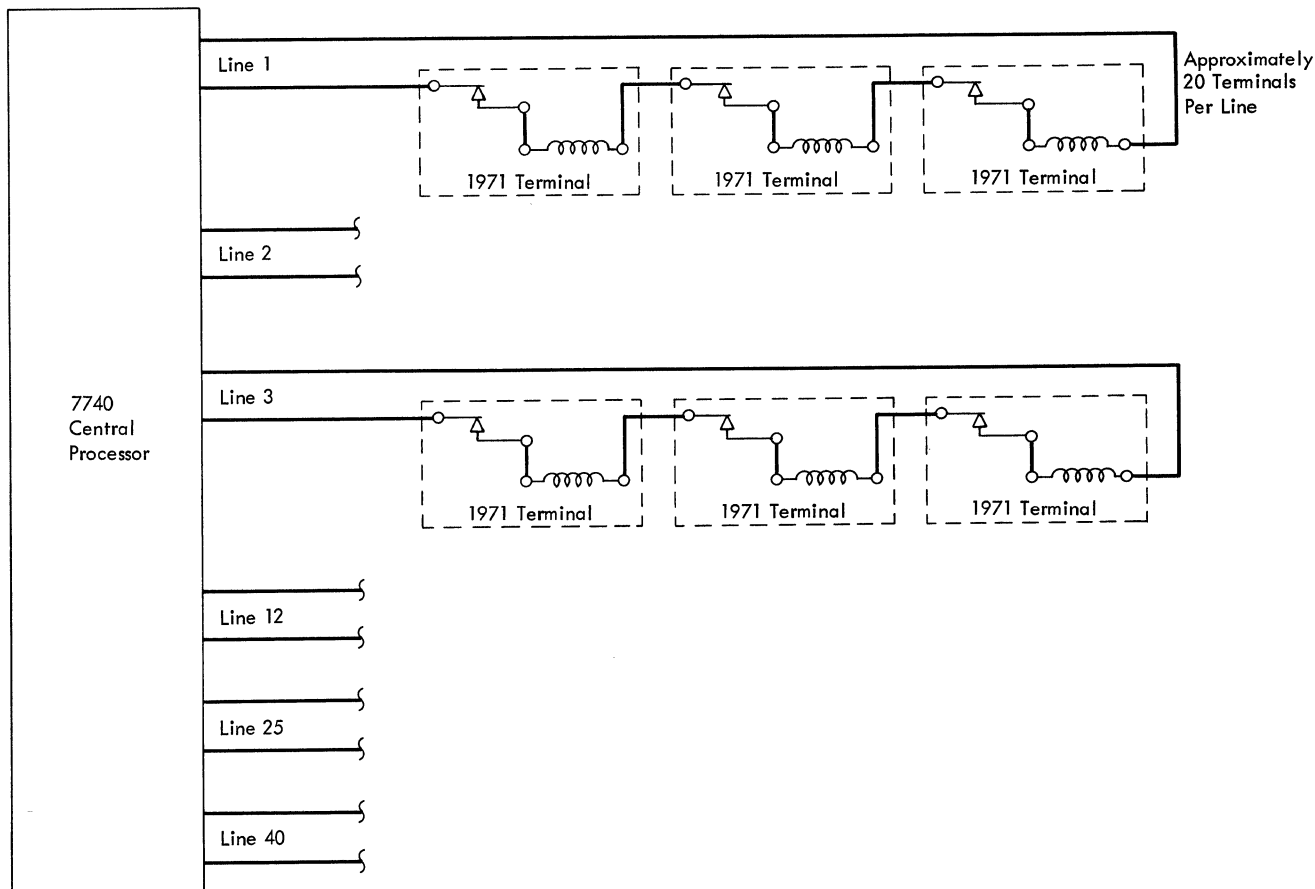 Line 1
Approximately
20 Terminals
Per Line
1971 Terminal
1971 Terminal
1971 Terminal
Line 2
7740
Central
Processor
Line 3
1971 Terminal
1971 Terminal
1971 Terminal
Line 12
Line 25
Line 40